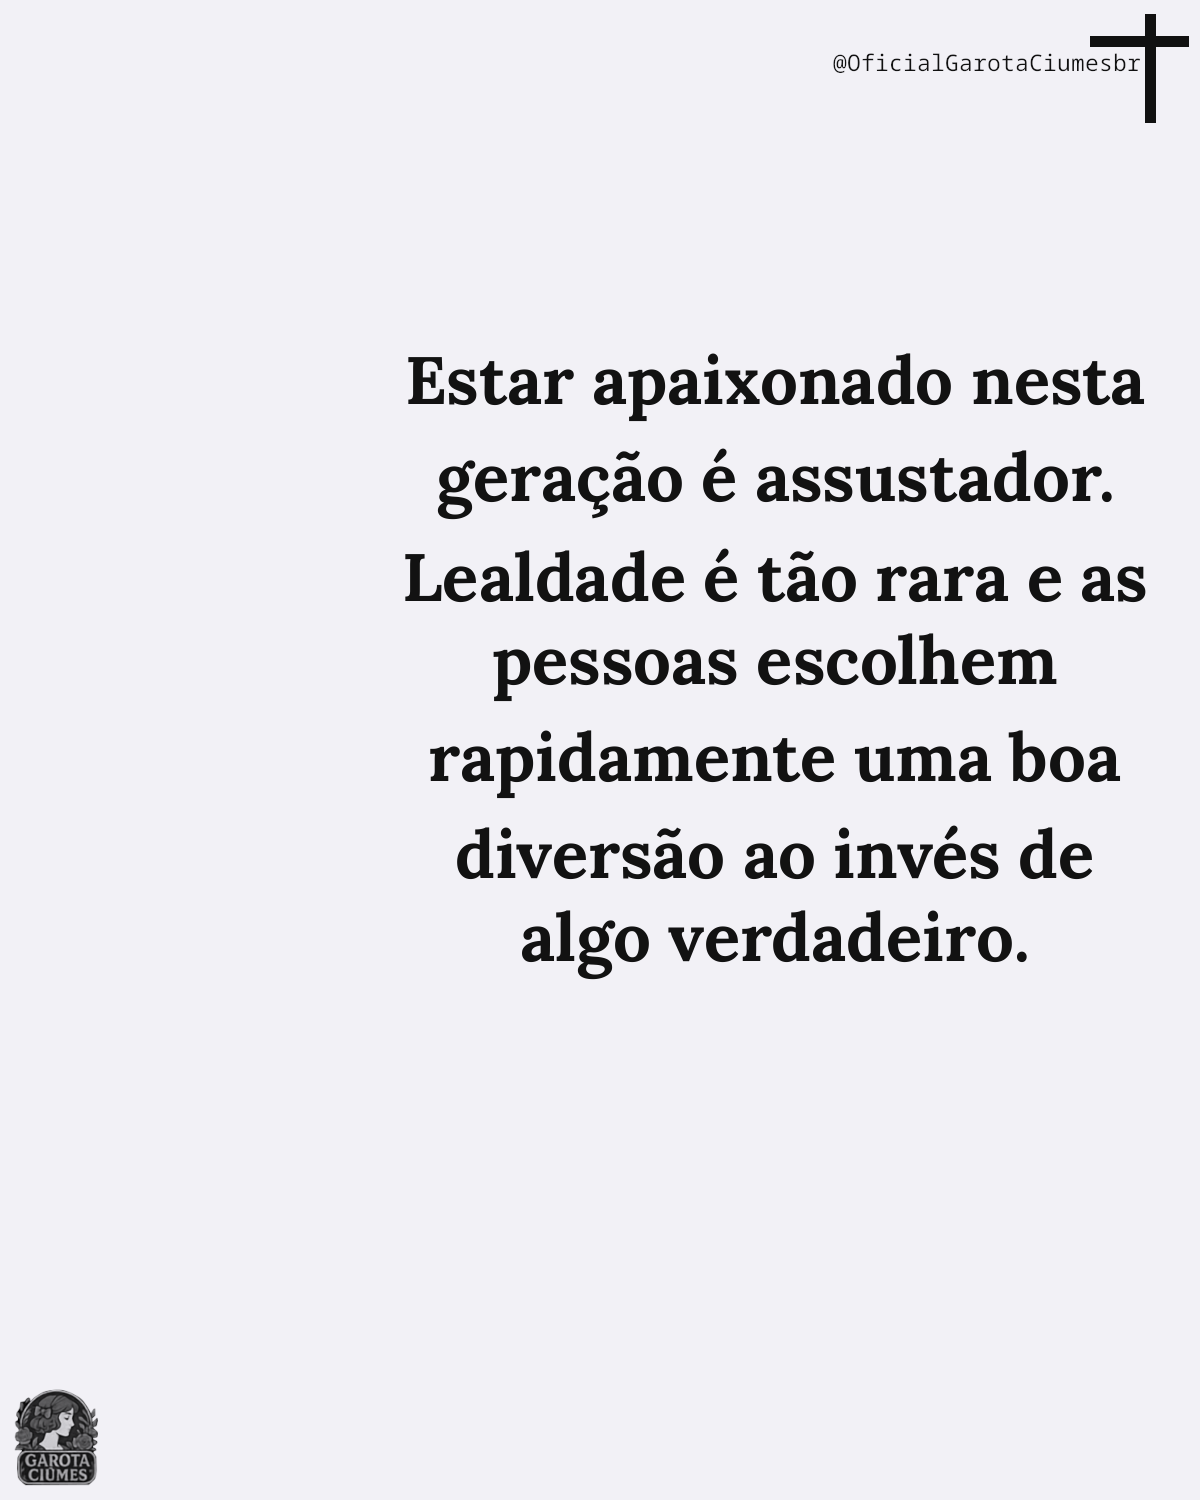 @OficialGarotaCiumesbr
Estar apaixonado nesta
geração é assustador.
Lealdade é tão rara e as
pessoas escolhem
rapidamente uma boa
diversão ao invés de
algo verdadeiro.
GAROTA
CIÚMES